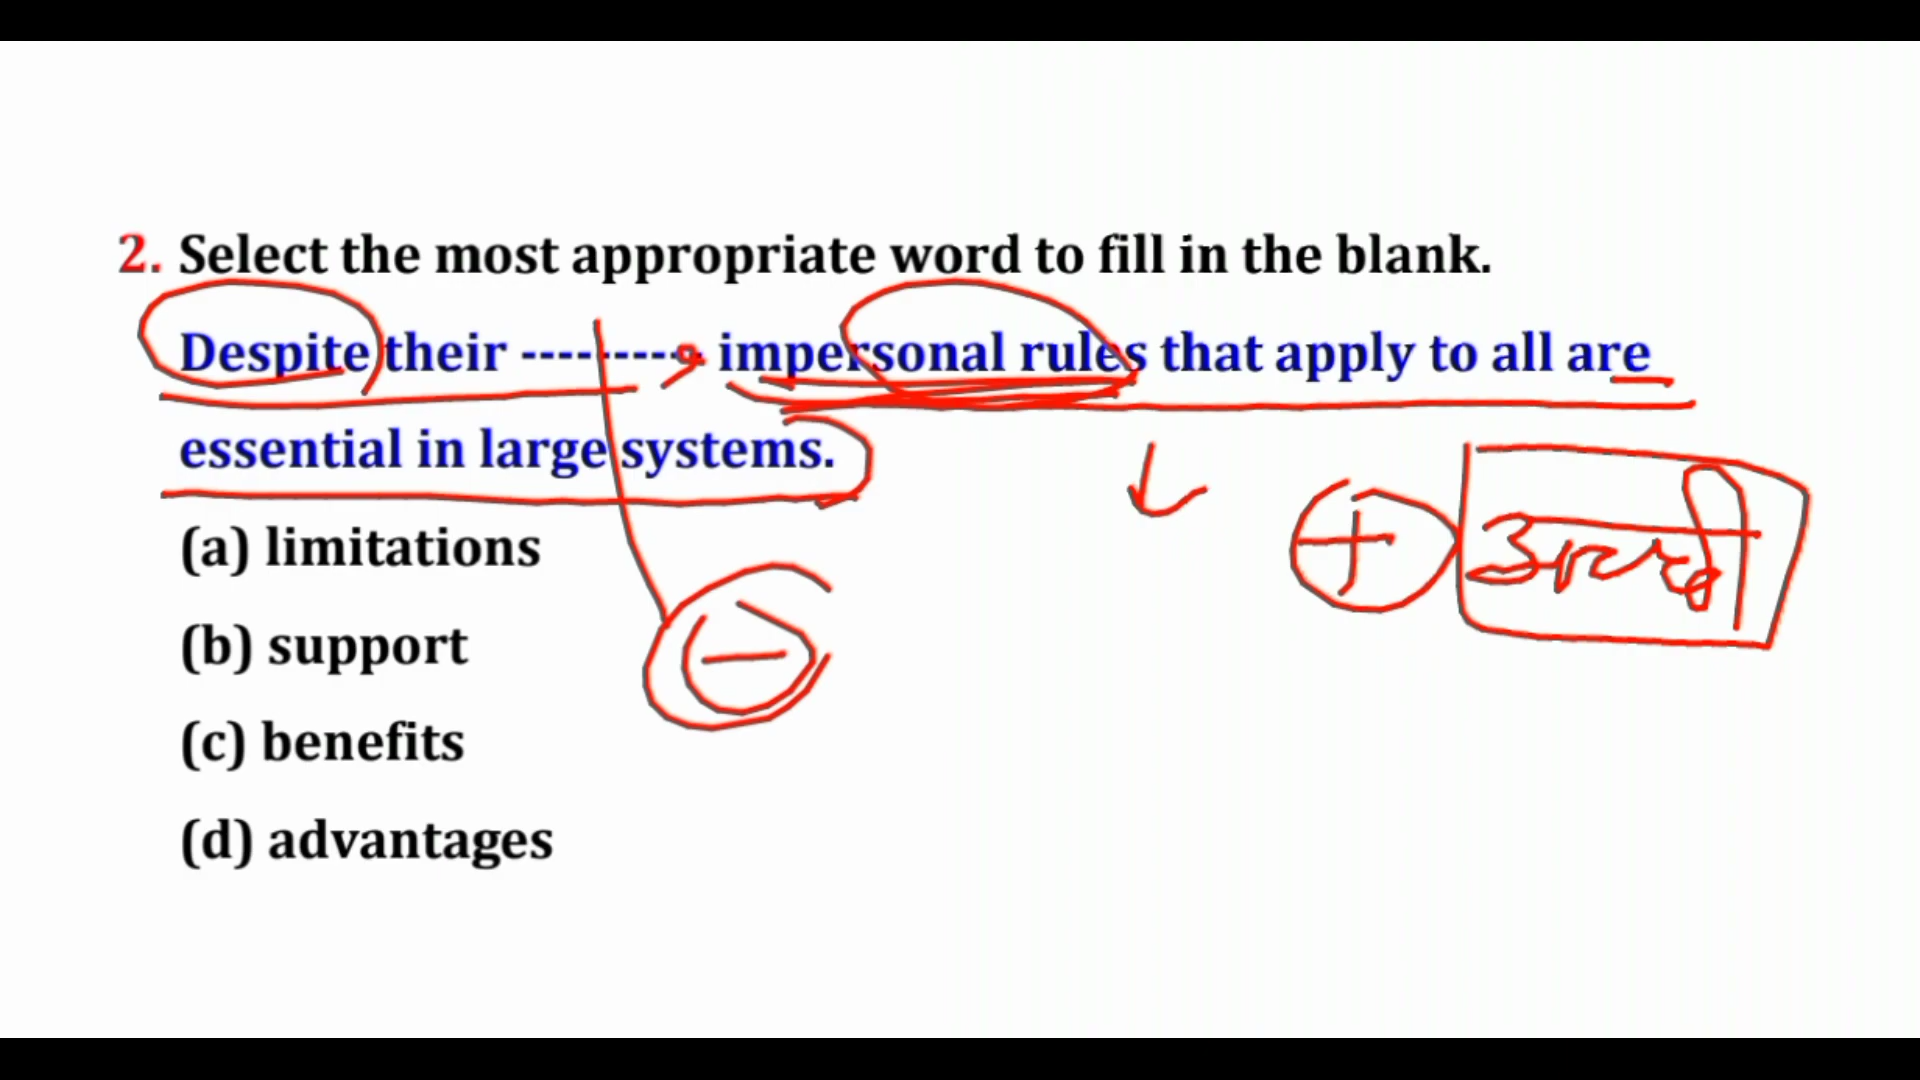 2. Select the most appropriate word to fill in the blank.
Despite their --------- impersonal rules that apply to all are
essential in large systems.
(a) limitations
(b) support
(c) benefits
(d) advantages